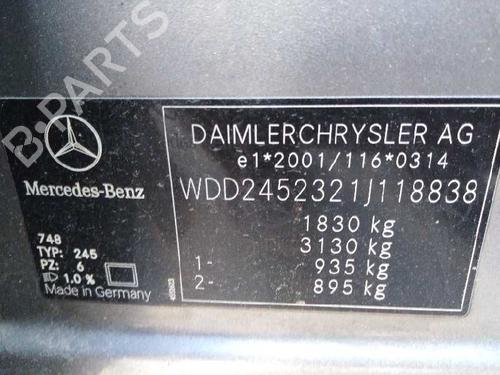 B-PARTS
Mercedes-Benz
748
TYP: 245
PZ: 6
1.0 %
Made in Germany
DAIMLERCHRYSLER AG
e1*2001/116*0314
WDD2452321J118838
1830 kg
3130 kg
1- 935 kg
2- 895 kg